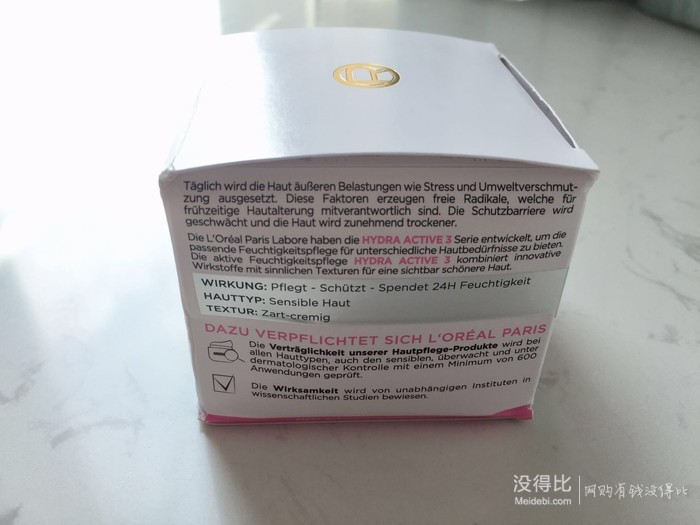 Täglich wird die Haut äußeren Belastungen wie Stress und Umweltverschmut-
zung ausgesetzt. Diese Faktoren erzeugen freie Radikale, welche für
frühzeitige Hautalterung mitverantwortlich sind. Die Schutzbarriere wird
geschwächt und die Haut wird zunehmend trockener.
Die L'Oréal Paris Labore haben die HYDRA ACTIVE 3 Serie entwickelt, um die
passende Feuchtigkeitspflege für unterschiedliche Hautbedürfnisse zu bieten.
Die aktive Feuchtigkeitspflege HYDRA ACTIVE 3 kombiniert innovative
Wirkstoffe mit sinnlichen Texturen für eine sichtbar schönere Haut.
WIRKUNG: Pflegt - Schützt - Spendet 24H Feuchtigkeit
HAUTTYP: Sensible Haut
TEXTUR: Zart-cremig
DAZU VERPFLICHTET SICH L'ORÉAL PARIS
Die Verträglichkeit unserer Hautpflege-Produkte wird bei
allen Hauttypen, auch den sensiblen, überwacht und unter
dermatologischer Kontrolle mit einem Minimum von 600
Anwendungen geprüft.
Die Wirksamkeit wird von unabhängigen Instituten in
wissenschaftlichen Studien bewiesen.
没得比
Meidebi.com
网购有钱没得比